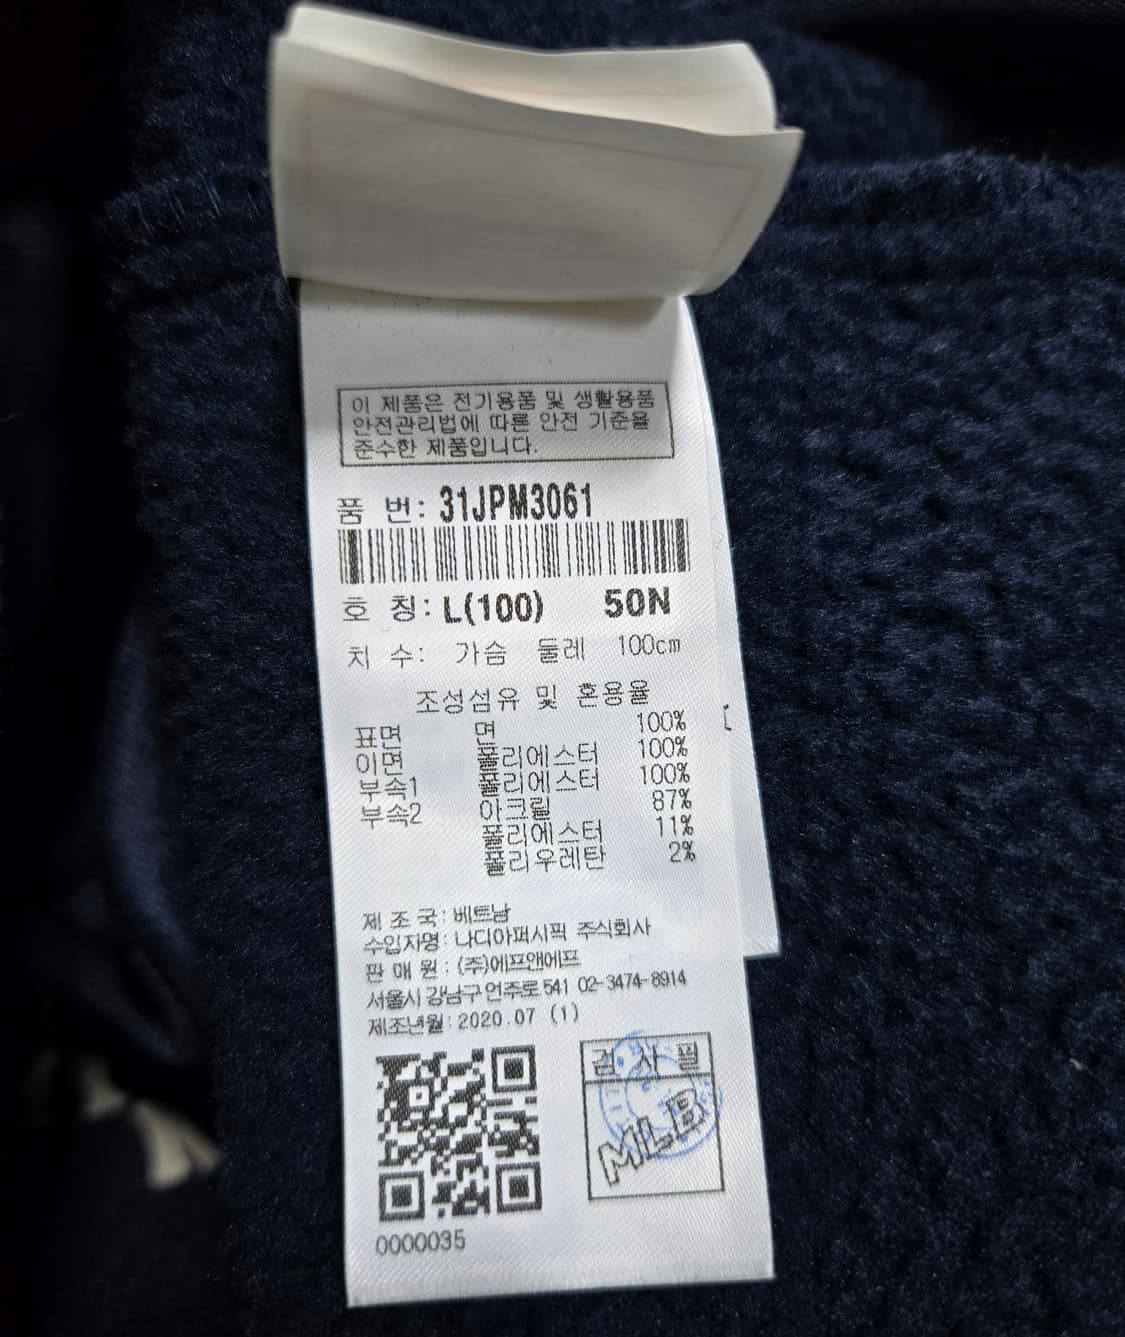 이 제품은 전기용품 및 생활용품
안전관리법에 따른 안전 기준을
준수한 제품입니다.
품 번: 31JPM3061
호 칭: L(100) 50N
치 수: 가슴 둘레 100cm
조성섬유 및 혼용율
표면 면 100%
이면 폴리에스터 100%
부속1 폴리에스터 100%
부속2 아크릴 87%
폴리에스터 11%
폴리우레탄 2%
제 조 국: 베트남
수입자명: 나디아퍼시픽 주식회사
판 매 원: (주)에프앤에프
서울시 강남구 언주로 541 02-3474-8914
제조년월: 2020.07 (1)
검 사 필
MLB
0000035